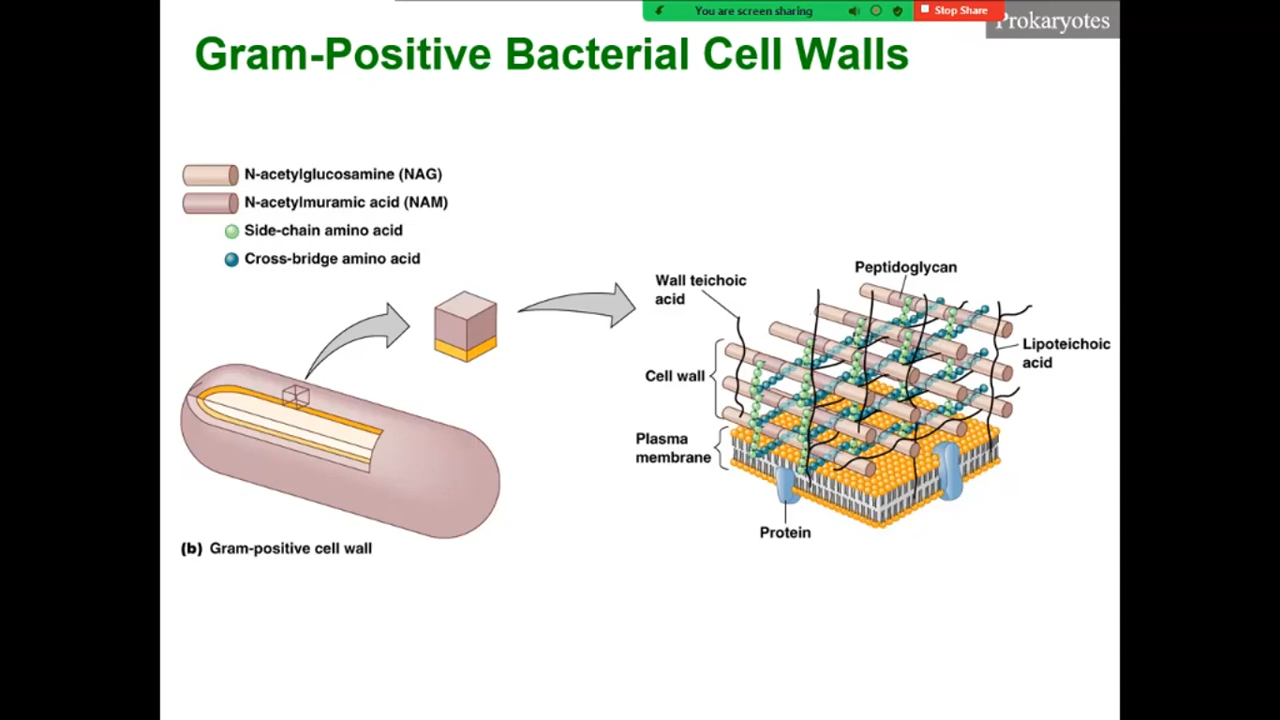 You are screen sharing
Stop Share
Prokaryotes
Gram-Positive Bacterial Cell Walls
N-acetylglucosamine (NAG)
N-acetylmuramic acid (NAM)
Side-chain amino acid
Cross-bridge amino acid
Peptidoglycan
Wall teichoic
acid
Lipoteichoic
acid
Cell wall
Plasma
membrane
Protein
(b) Gram-positive cell wall